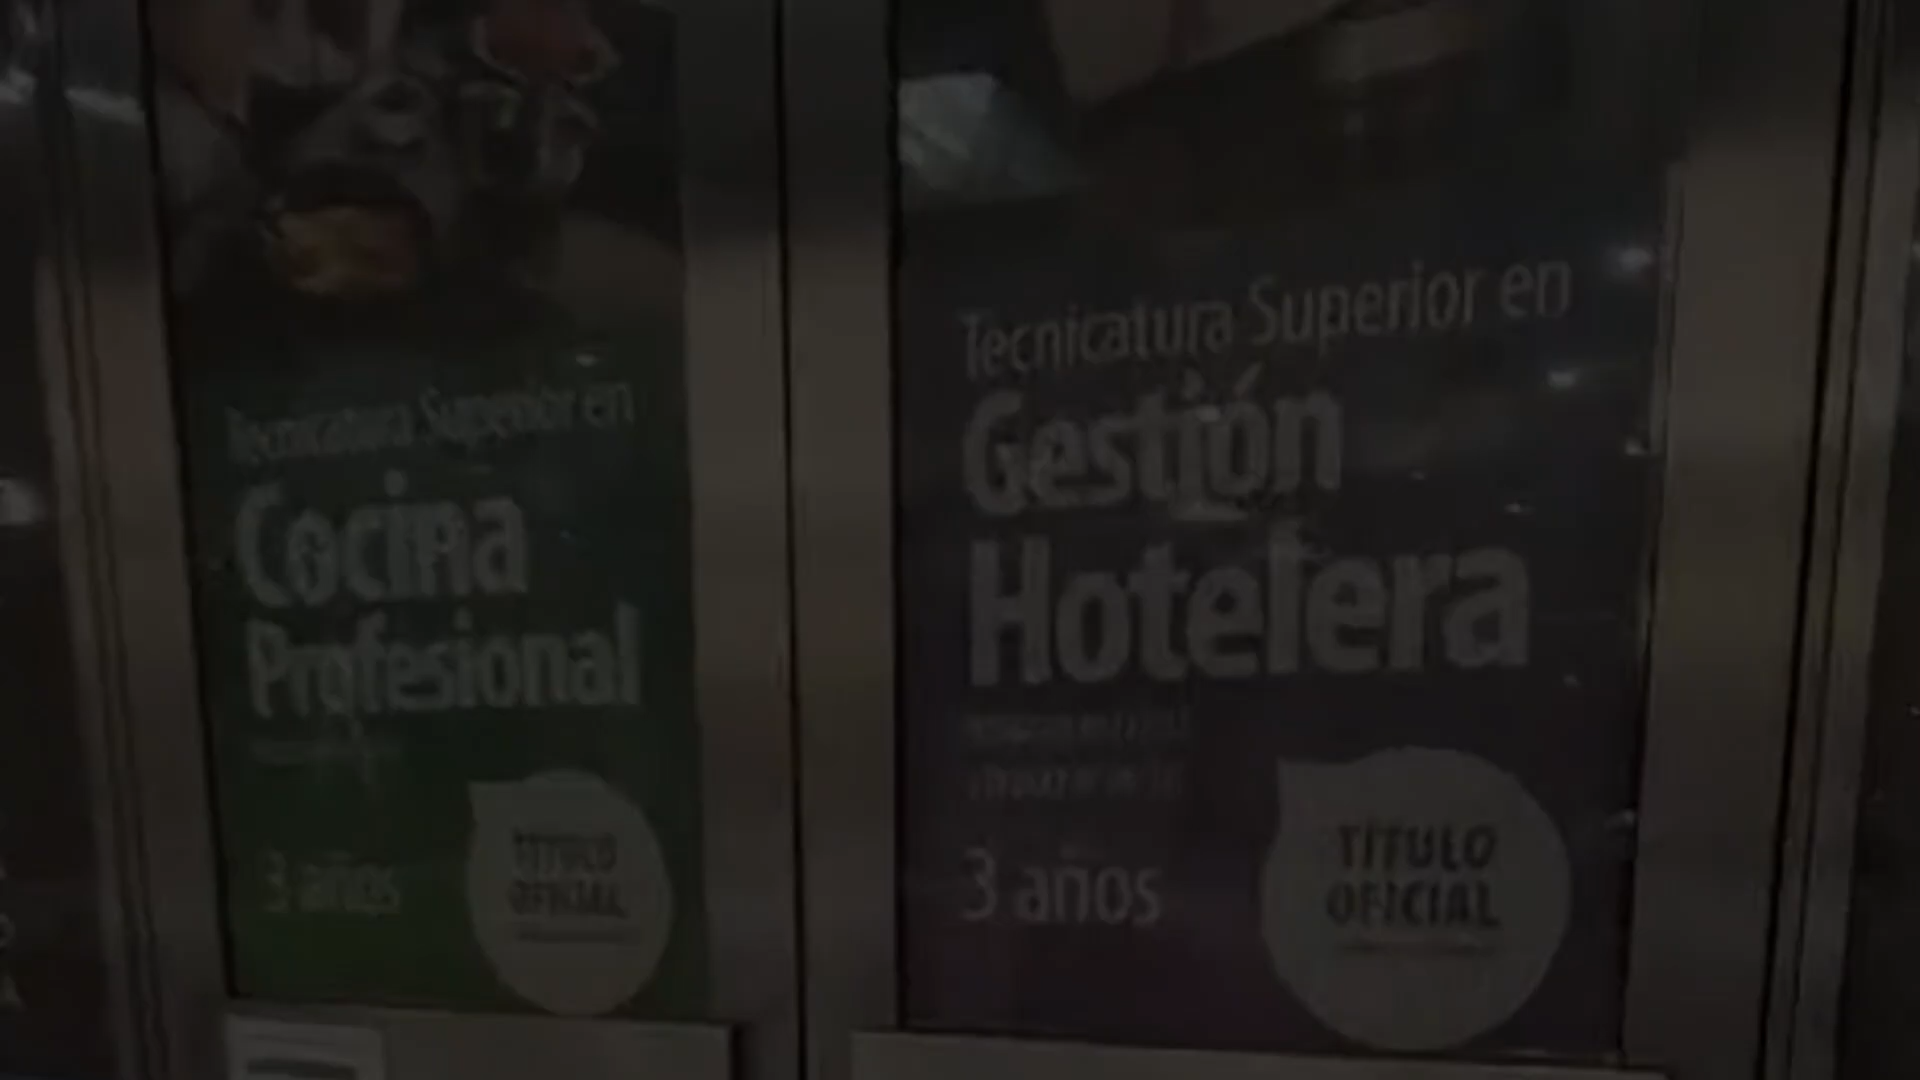 Tecnicatura Superior en
Cocina
Profesional
3 años
TÍTULO
OFICIAL
Tecnicatura Superior en
Gestión
Hotelera
3 años
TÍTULO
OFICIAL